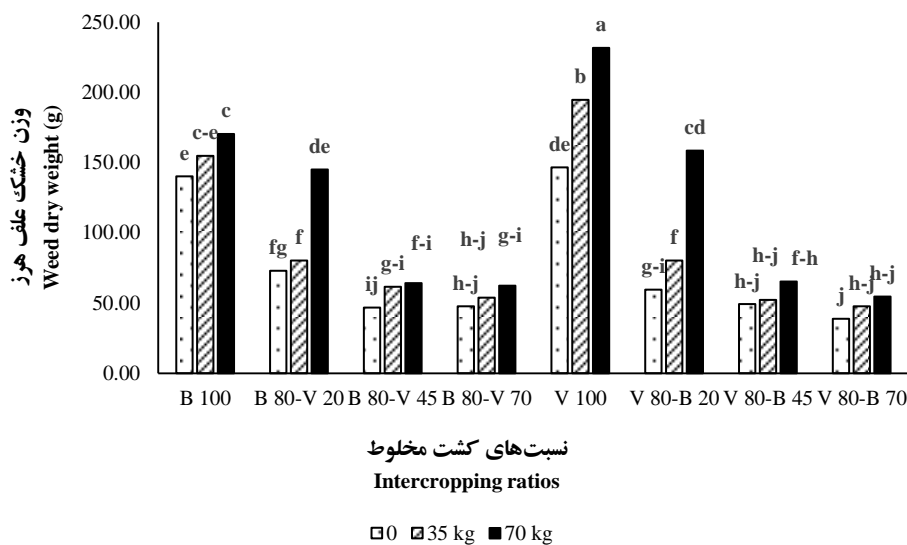 وزن خشک علف هرز
Weed dry weight (g)
250.00
200.00
150.00
100.00
50.00
0.00
e c-e c
fg f de
ij g-i f-i
h-j h-j g-i
de b a
g-i f cd
h-j h-j f-h
j h-j h-j
B 100 B 80-V 20 B 80-V 45 B 80-V 70 V 100 V 80-B 20 V 80-B 45 V 80-B 70
نسبت‌های کشت مخلوط
Intercropping ratios
0 35 kg 70 kg